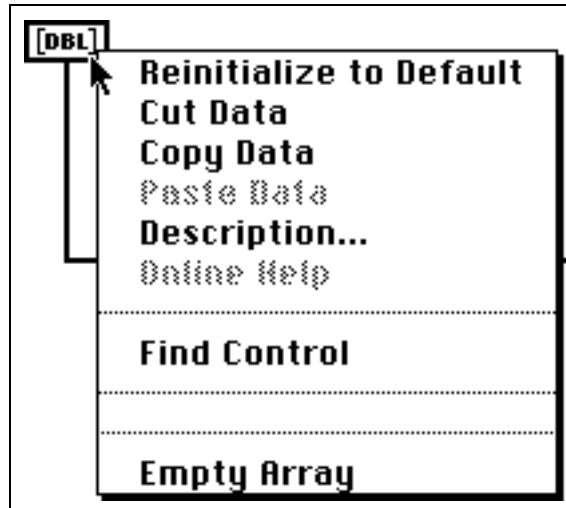 [DBL]
Reinitialize to Default
Cut Data
Copy Data
Paste Data
Description...
Online Help
Find Control
Empty Array